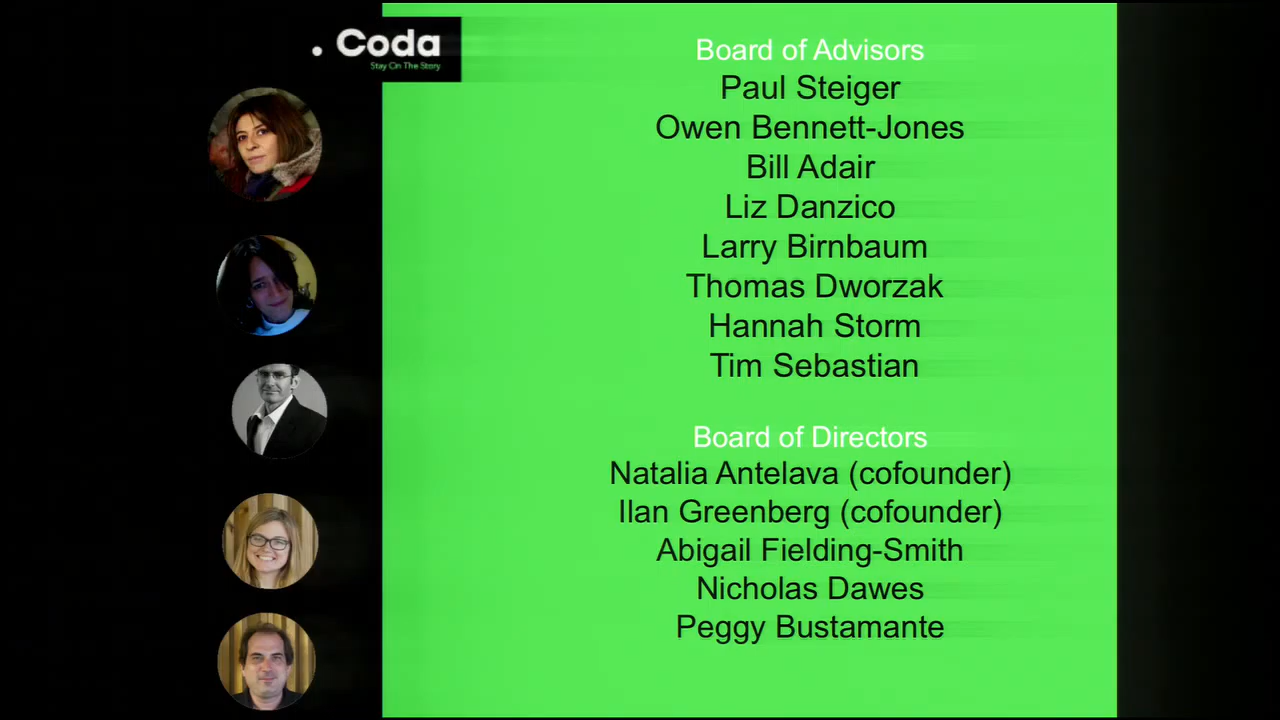 Coda
Stay On The Story
Board of Advisors
Paul Steiger
Owen Bennett-Jones
Bill Adair
Liz Danzico
Larry Birnbaum
Thomas Dworzak
Hannah Storm
Tim Sebastian
Board of Directors
Natalia Antelava (cofounder)
Ilan Greenberg (cofounder)
Abigail Fielding-Smith
Nicholas Dawes
Peggy Bustamante